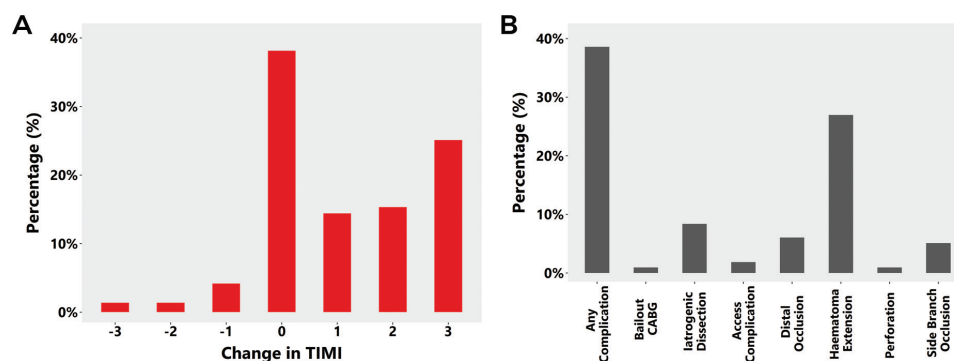 A
Percentage (%)
40%
30%
20%
10%
0%
-3 -2 -1 0 1 2 3
Change in TIMI
B
Percentage (%)
40%
30%
20%
10%
0%
Any
Complication
Bailout
CABG
Iatrogenic
Dissection
Access
Complication
Distal
Occlusion
Haematoma
Extension
Perforation
Side Branch
Occlusion